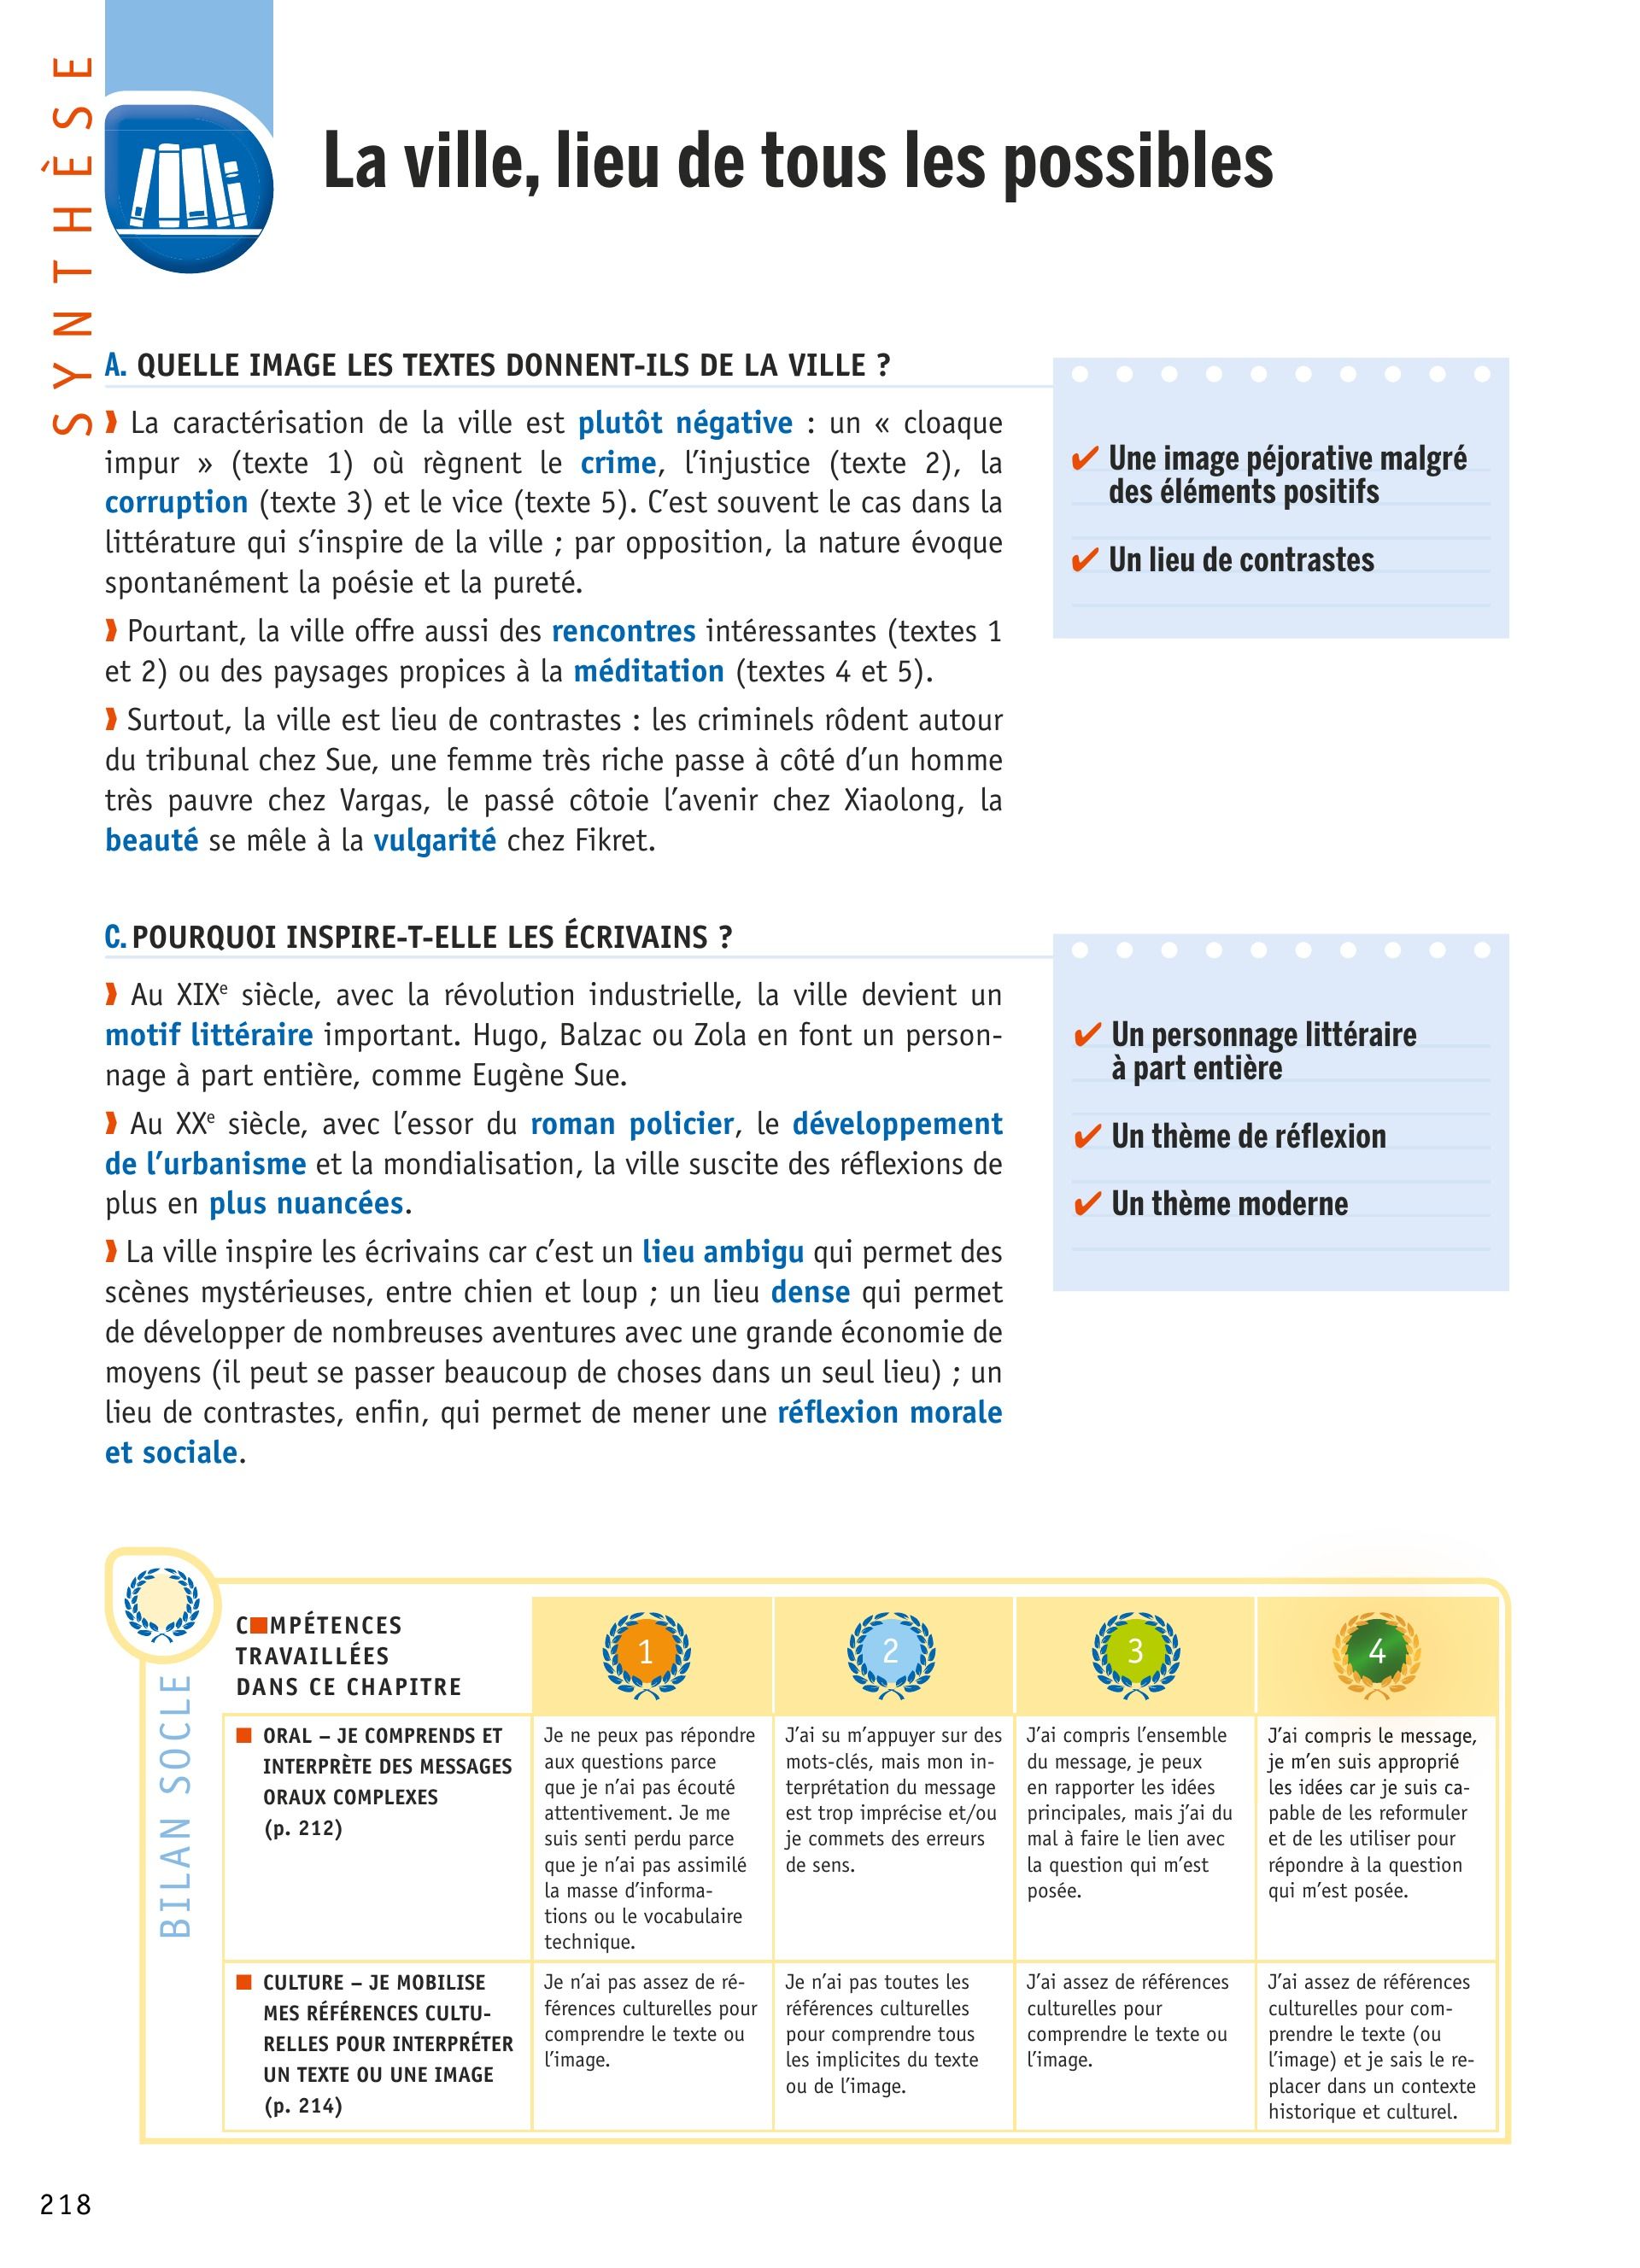 SYNTHÈSE
La ville, lieu de tous les possibles
A. QUELLE IMAGE LES TEXTES DONNENT-ILS DE LA VILLE ?
❱ La caractérisation de la ville est plutôt négative : un « cloaque
impur » (texte 1) où règnent le crime, l’injustice (texte 2), la
corruption (texte 3) et le vice (texte 5). C’est souvent le cas dans la
littérature qui s’inspire de la ville ; par opposition, la nature évoque
spontanément la poésie et la pureté.
❱ Pourtant, la ville offre aussi des rencontres intéressantes (textes 1
et 2) ou des paysages propices à la méditation (textes 4 et 5).
❱ Surtout, la ville est lieu de contrastes : les criminels rôdent autour
du tribunal chez Sue, une femme très riche passe à côté d’un homme
très pauvre chez Vargas, le passé côtoie l’avenir chez Xiaolong, la
beauté se mêle à la vulgarité chez Fikret.
✔ Une image péjorative malgré
des éléments positifs
✔ Un lieu de contrastes
C. POURQUOI INSPIRE-T-ELLE LES ÉCRIVAINS ?
❱ Au XIXe siècle, avec la révolution industrielle, la ville devient un
motif littéraire important. Hugo, Balzac ou Zola en font un person-
nage à part entière, comme Eugène Sue.
❱ Au XXe siècle, avec l’essor du roman policier, le développement
de l’urbanisme et la mondialisation, la ville suscite des réflexions de
plus en plus nuancées.
❱ La ville inspire les écrivains car c’est un lieu ambigu qui permet des
scènes mystérieuses, entre chien et loup ; un lieu dense qui permet
de développer de nombreuses aventures avec une grande économie de
moyens (il peut se passer beaucoup de choses dans un seul lieu) ; un
lieu de contrastes, enfin, qui permet de mener une réflexion morale
et sociale.
✔ Un personnage littéraire
à part entière
✔ Un thème de réflexion
✔ Un thème moderne
BILAN SOCLE
C■MPÉTENCES
TRAVAILLÉES
DANS CE CHAPITRE
1
2
3
4
■ ORAL – JE COMPRENDS ET
INTERPRÈTE DES MESSAGES
ORAUX COMPLEXES
(p. 212)
Je ne peux pas répondre
aux questions parce
que je n’ai pas écouté
attentivement. Je me
suis senti perdu parce
que je n’ai pas assimilé
la masse d’informa-
tions ou le vocabulaire
technique.
J’ai su m’appuyer sur des
mots-clés, mais mon in-
terprétation du message
est trop imprécise et/ou
je commets des erreurs
de sens.
J’ai compris l’ensemble
du message, je peux
en rapporter les idées
principales, mais j’ai du
mal à faire le lien avec
la question qui m’est
posée.
J’ai compris le message,
je m’en suis approprié
les idées car je suis ca-
pable de les reformuler
et de les utiliser pour
répondre à la question
qui m’est posée.
■ CULTURE – JE MOBILISE
MES RÉFÉRENCES CULTU-
RELLES POUR INTERPRÉTER
UN TEXTE OU UNE IMAGE
(p. 214)
Je n’ai pas assez de ré-
férences culturelles pour
comprendre le texte ou
l’image.
Je n’ai pas toutes les
références culturelles
pour comprendre tous
les implicites du texte
ou de l’image.
J’ai assez de références
culturelles pour
comprendre le texte ou
l’image.
J’ai assez de références
culturelles pour com-
prendre le texte (ou
l’image) et je sais le re-
placer dans un contexte
historique et culturel.
218